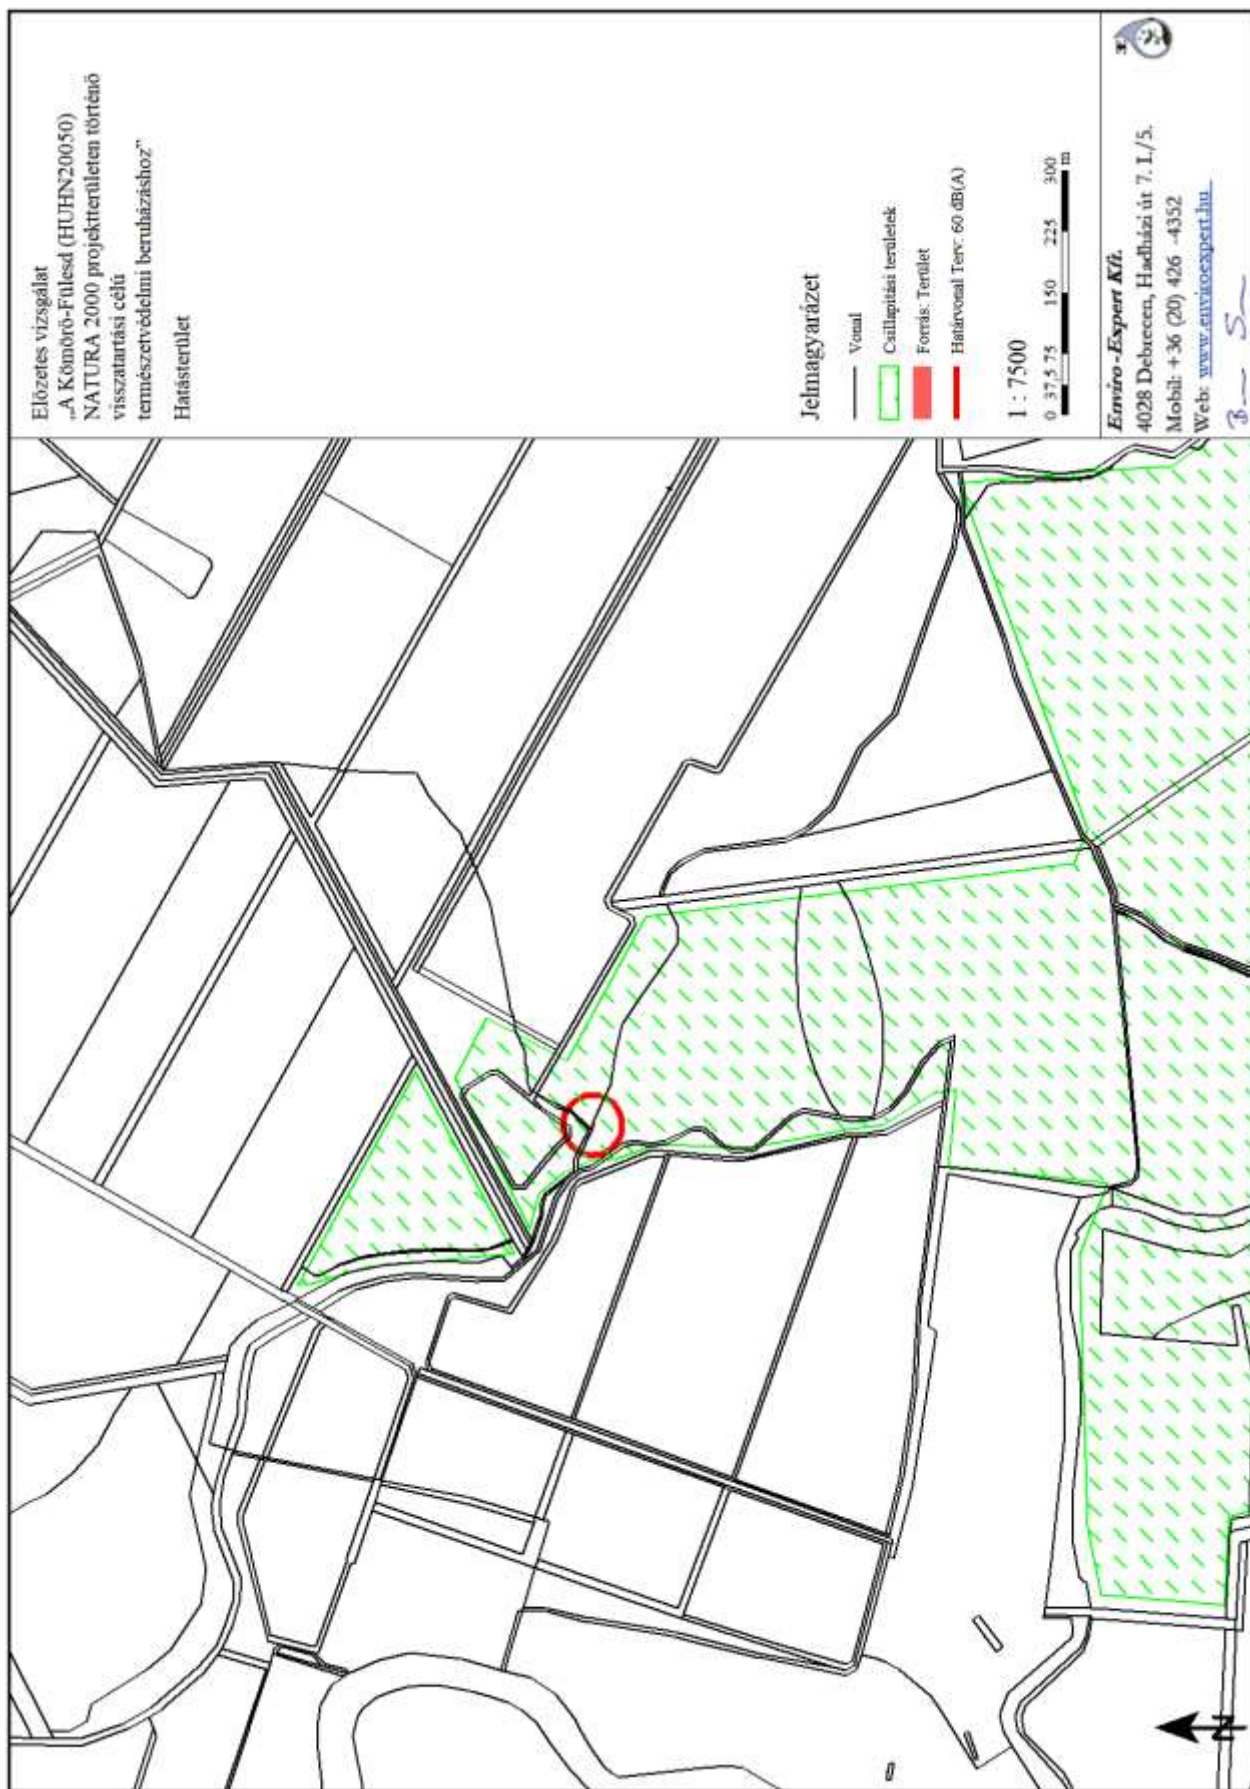 Előzetes vizsgálat
„A Kömörő-Fülesd (HUHN20050)
NATURA 2000 projektterületen történő
visszatartási célú
természetvédelmi beruházáshoz”
Hatásterület
Jelmagyarázet
Vonal
Csillapítási területek
Forrás: Terület
Határvonal Terv: 60 dB(A)
1 : 7500
0 37,5 75 150 225 300
m
3E
Enviro-Expert Kft.
4028 Debrecen, Hadházi út 7. I./5.
Mobil: +36 (20) 426 -4352
Web: www.enviroexpert.hu
N